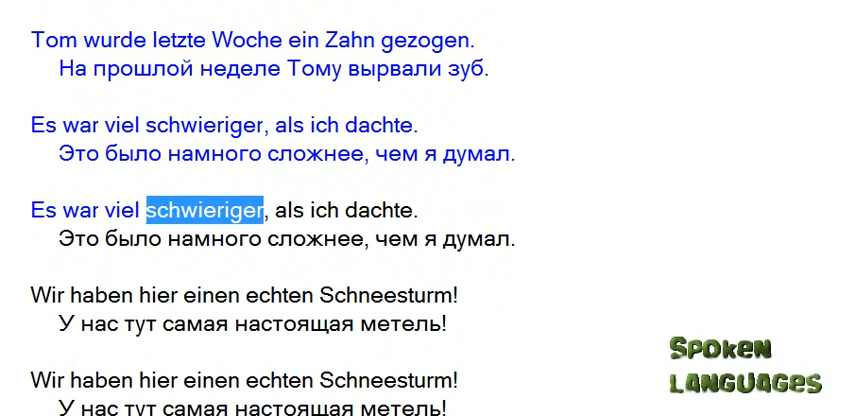 Tom wurde letzte Woche ein Zahn gezogen.
На прошлой неделе Тому вырвали зуб.
Es war viel schwieriger, als ich dachte.
Это было намного сложнее, чем я думал.
Es war viel schwieriger, als ich dachte.
Это было намного сложнее, чем я думал.
Wir haben hier einen echten Schneesturm!
У нас тут самая настоящая метель!
Wir haben hier einen echten Schneesturm!
У нас тут самая настоящая метель!
Spoken
Languages